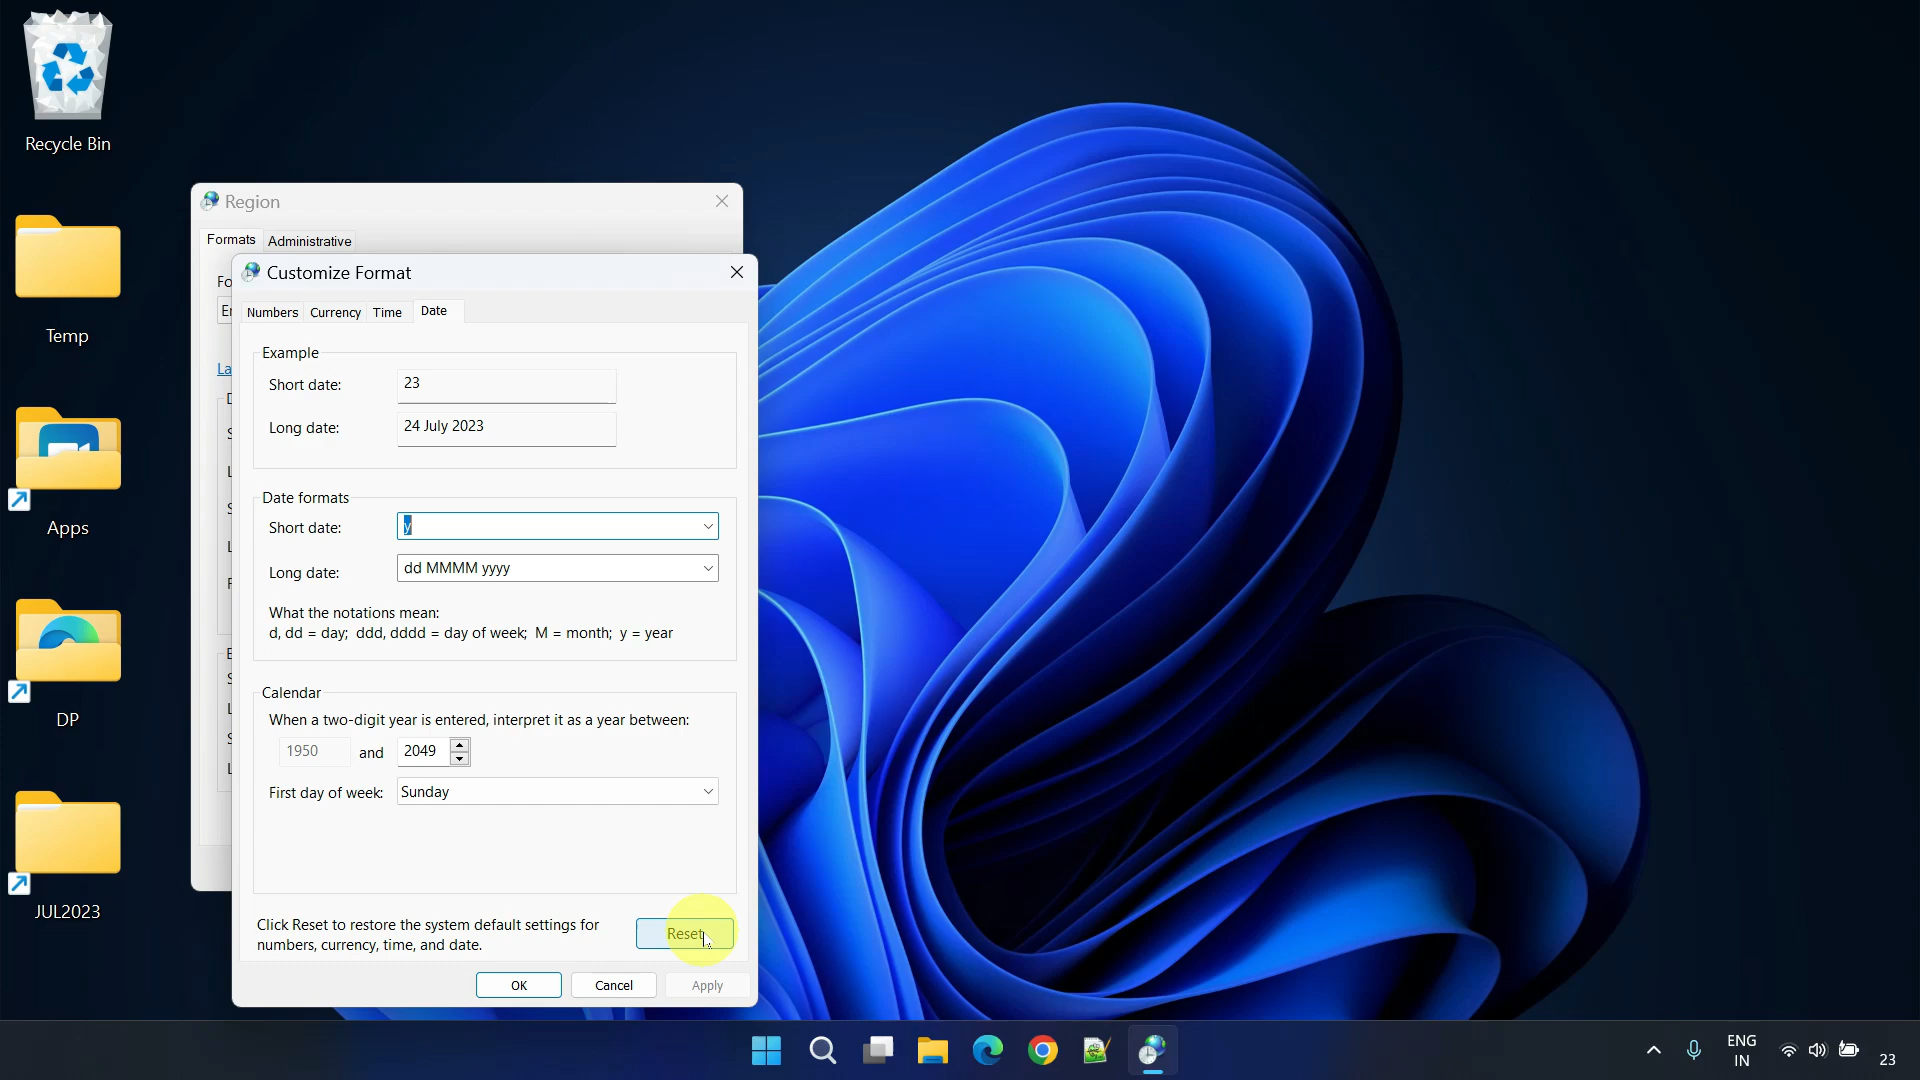 Recycle Bin
Temp
Apps
DP
JUL2023
Region
Formats Administrative
Fo
La
Customize Format
Numbers Currency Time Date
Example
Short date: 23
Long date: 24 July 2023
Date formats
Short date: y
Long date: dd MMMM yyyy
What the notations mean:
d, dd = day; ddd, dddd = day of week; M = month; y = year
Calendar
When a two-digit year is entered, interpret it as a year between:
1950 and 2049
First day of week: Sunday
Click Reset to restore the system default settings for
numbers, currency, time, and date.
Reset
OK Cancel Apply
ENG
IN
23